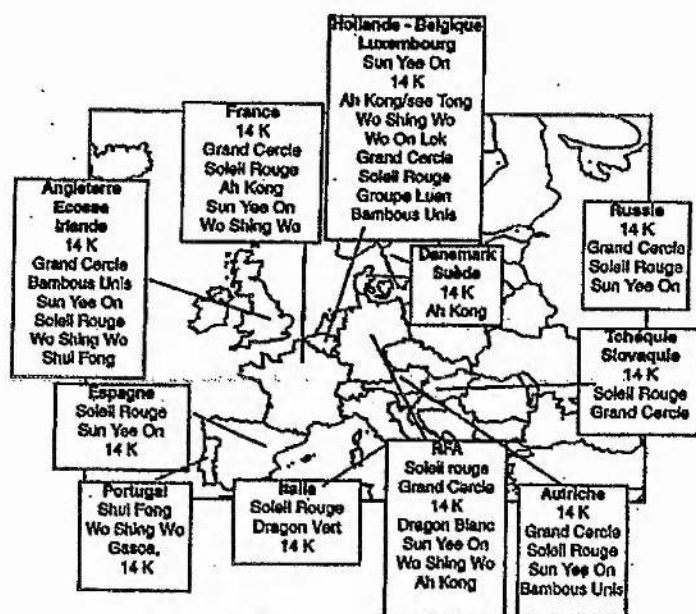 Hollande - Belgique
Luxembourg
Sun Yee On
14 K
Ah Kong/see Tong
Wo Shing Wo
Wo On Lok
Grand Cercle
Soleil Rouge
Groupe Luen
Bambous Unis
France
14 K
Grand Cercle
Soleil Rouge
Ah Kong
Sun Yee On
Wo Shing Wo
Angleterre
Ecosse
Irlande
14 K
Grand Cercle
Bambous Unis
Sun Yee On
Soleil Rouge
Wo Shing Wo
Shui Fong
Russie
14 K
Grand Cercle
Soleil Rouge
Sun Yee On
Danemark
Suède
14 K
Ah Kong
Tchéquie
Slovaquie
14 K
Soleil Rouge
Grand Cercle
Espagne
Soleil Rouge
Sun Yee On
14 K
Portugal
Shui Fong
Wo Shing Wo
Gasoa,
14 K
Italie
Soleil Rouge
Dragon Vert
14 K
RFA
Soleil rouge
Grand Cercle
14 K
Dragon Blanc
Sun Yee On
Wo Shing Wo
Ah Kong
Autriche
14 K
Grand Cercle
Soleil Rouge
Sun Yee On
Bambous Unis